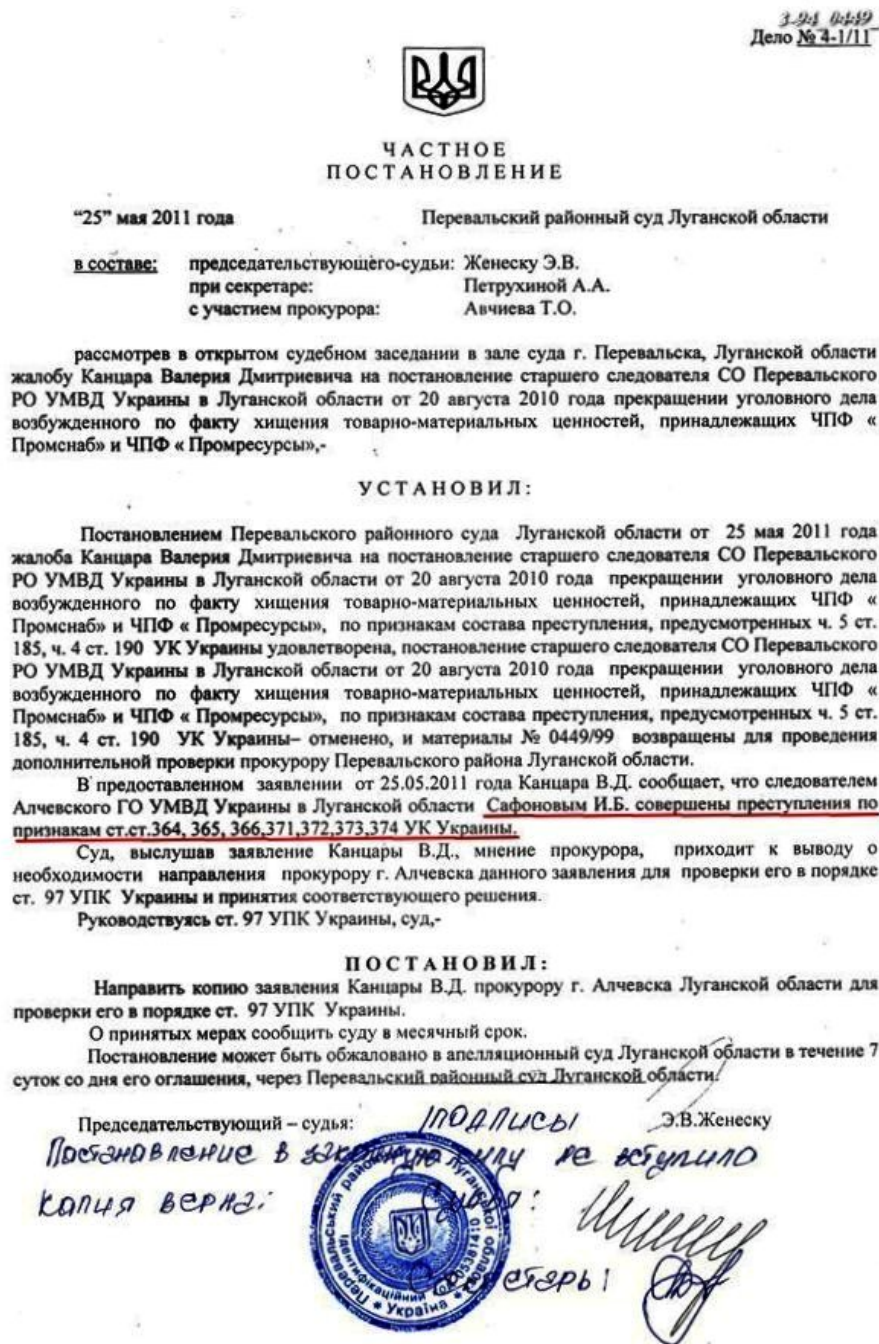 3-94 0449
Дело № 4-1/11
ЧАСТНОЕ
ПОСТАНОВЛЕНИЕ
“25” мая 2011 года Перевальский районный суд Луганской области
в составе: председательствующего-судьи: Женеску Э.В.
при секретаре: Петрухиной А.А.
с участием прокурора: Авчиева Т.О.
рассмотрев в открытом судебном заседании в зале суда г. Перевальска, Луганской области
жалобу Канцара Валерия Дмитриевича на постановление старшего следователя СО Перевальского
РО УМВД Украины в Луганской области от 20 августа 2010 года прекращении уголовного дела
возбужденного по факту хищения товарно-материальных ценностей, принадлежащих ЧПФ «
Промснаб» и ЧПФ « Промресурсы»,-
УСТАНОВИЛ:
Постановлением Перевальского районного суда Луганской области от 25 мая 2011 года
жалоба Канцара Валерия Дмитриевича на постановление старшего следователя СО Перевальского
РО УМВД Украины в Луганской области от 20 августа 2010 года прекращении уголовного дела
возбужденного по факту хищения товарно-материальных ценностей, принадлежащих ЧПФ «
Промснаб» и ЧПФ « Промресурсы», по признакам состава преступления, предусмотренных ч. 5 ст.
185, ч. 4 ст. 190 УК Украины удовлетворена, постановление старшего следователя СО Перевальского
РО УМВД Украины в Луганской области от 20 августа 2010 года прекращении уголовного дела
возбужденного по факту хищения товарно-материальных ценностей, принадлежащих ЧПФ «
Промснаб» и ЧПФ « Промресурсы», по признакам состава преступления, предусмотренных ч. 5 ст.
185, ч. 4 ст. 190 УК Украины– отменено, и материалы № 0449/99 возвращены для проведения
дополнительной проверки прокурору Перевальского района Луганской области.
В предоставленном заявлении от 25.05.2011 года Канцара В.Д. сообщает, что следователем
Алчевского ГО УМВД Украины в Луганской области Сафоновым И.Б. совершены преступления по
признакам ст.ст.364, 365, 366,371,372,373,374 УК Украины.
Суд, выслушав заявление Канцары В.Д., мнение прокурора, приходит к выводу о
необходимости направления прокурору г. Алчевска данного заявления для проверки его в порядке
ст. 97 УПК Украины и принятия соответствующего решения.
Руководствуясь ст. 97 УПК Украины, суд,-
ПОСТАНОВИЛ:
Направить копию заявления Канцары В.Д. прокурору г. Алчевска Луганской области для
проверки его в порядке ст. 97 УПК Украины.
О принятых мерах сообщить суду в месячный срок.
Постановление может быть обжаловано в апелляционный суд Луганской области в течение 7
суток со дня его оглашения, через Перевальский районный суд Луганской области.
Председательствующий – судья: подписы Э.В.Женеску
Постановление в законную силу не вступило
Копия верна: Судья:
Секретарь:
Перевальський районний Луганської області
Ідентифікаційний код
Україна